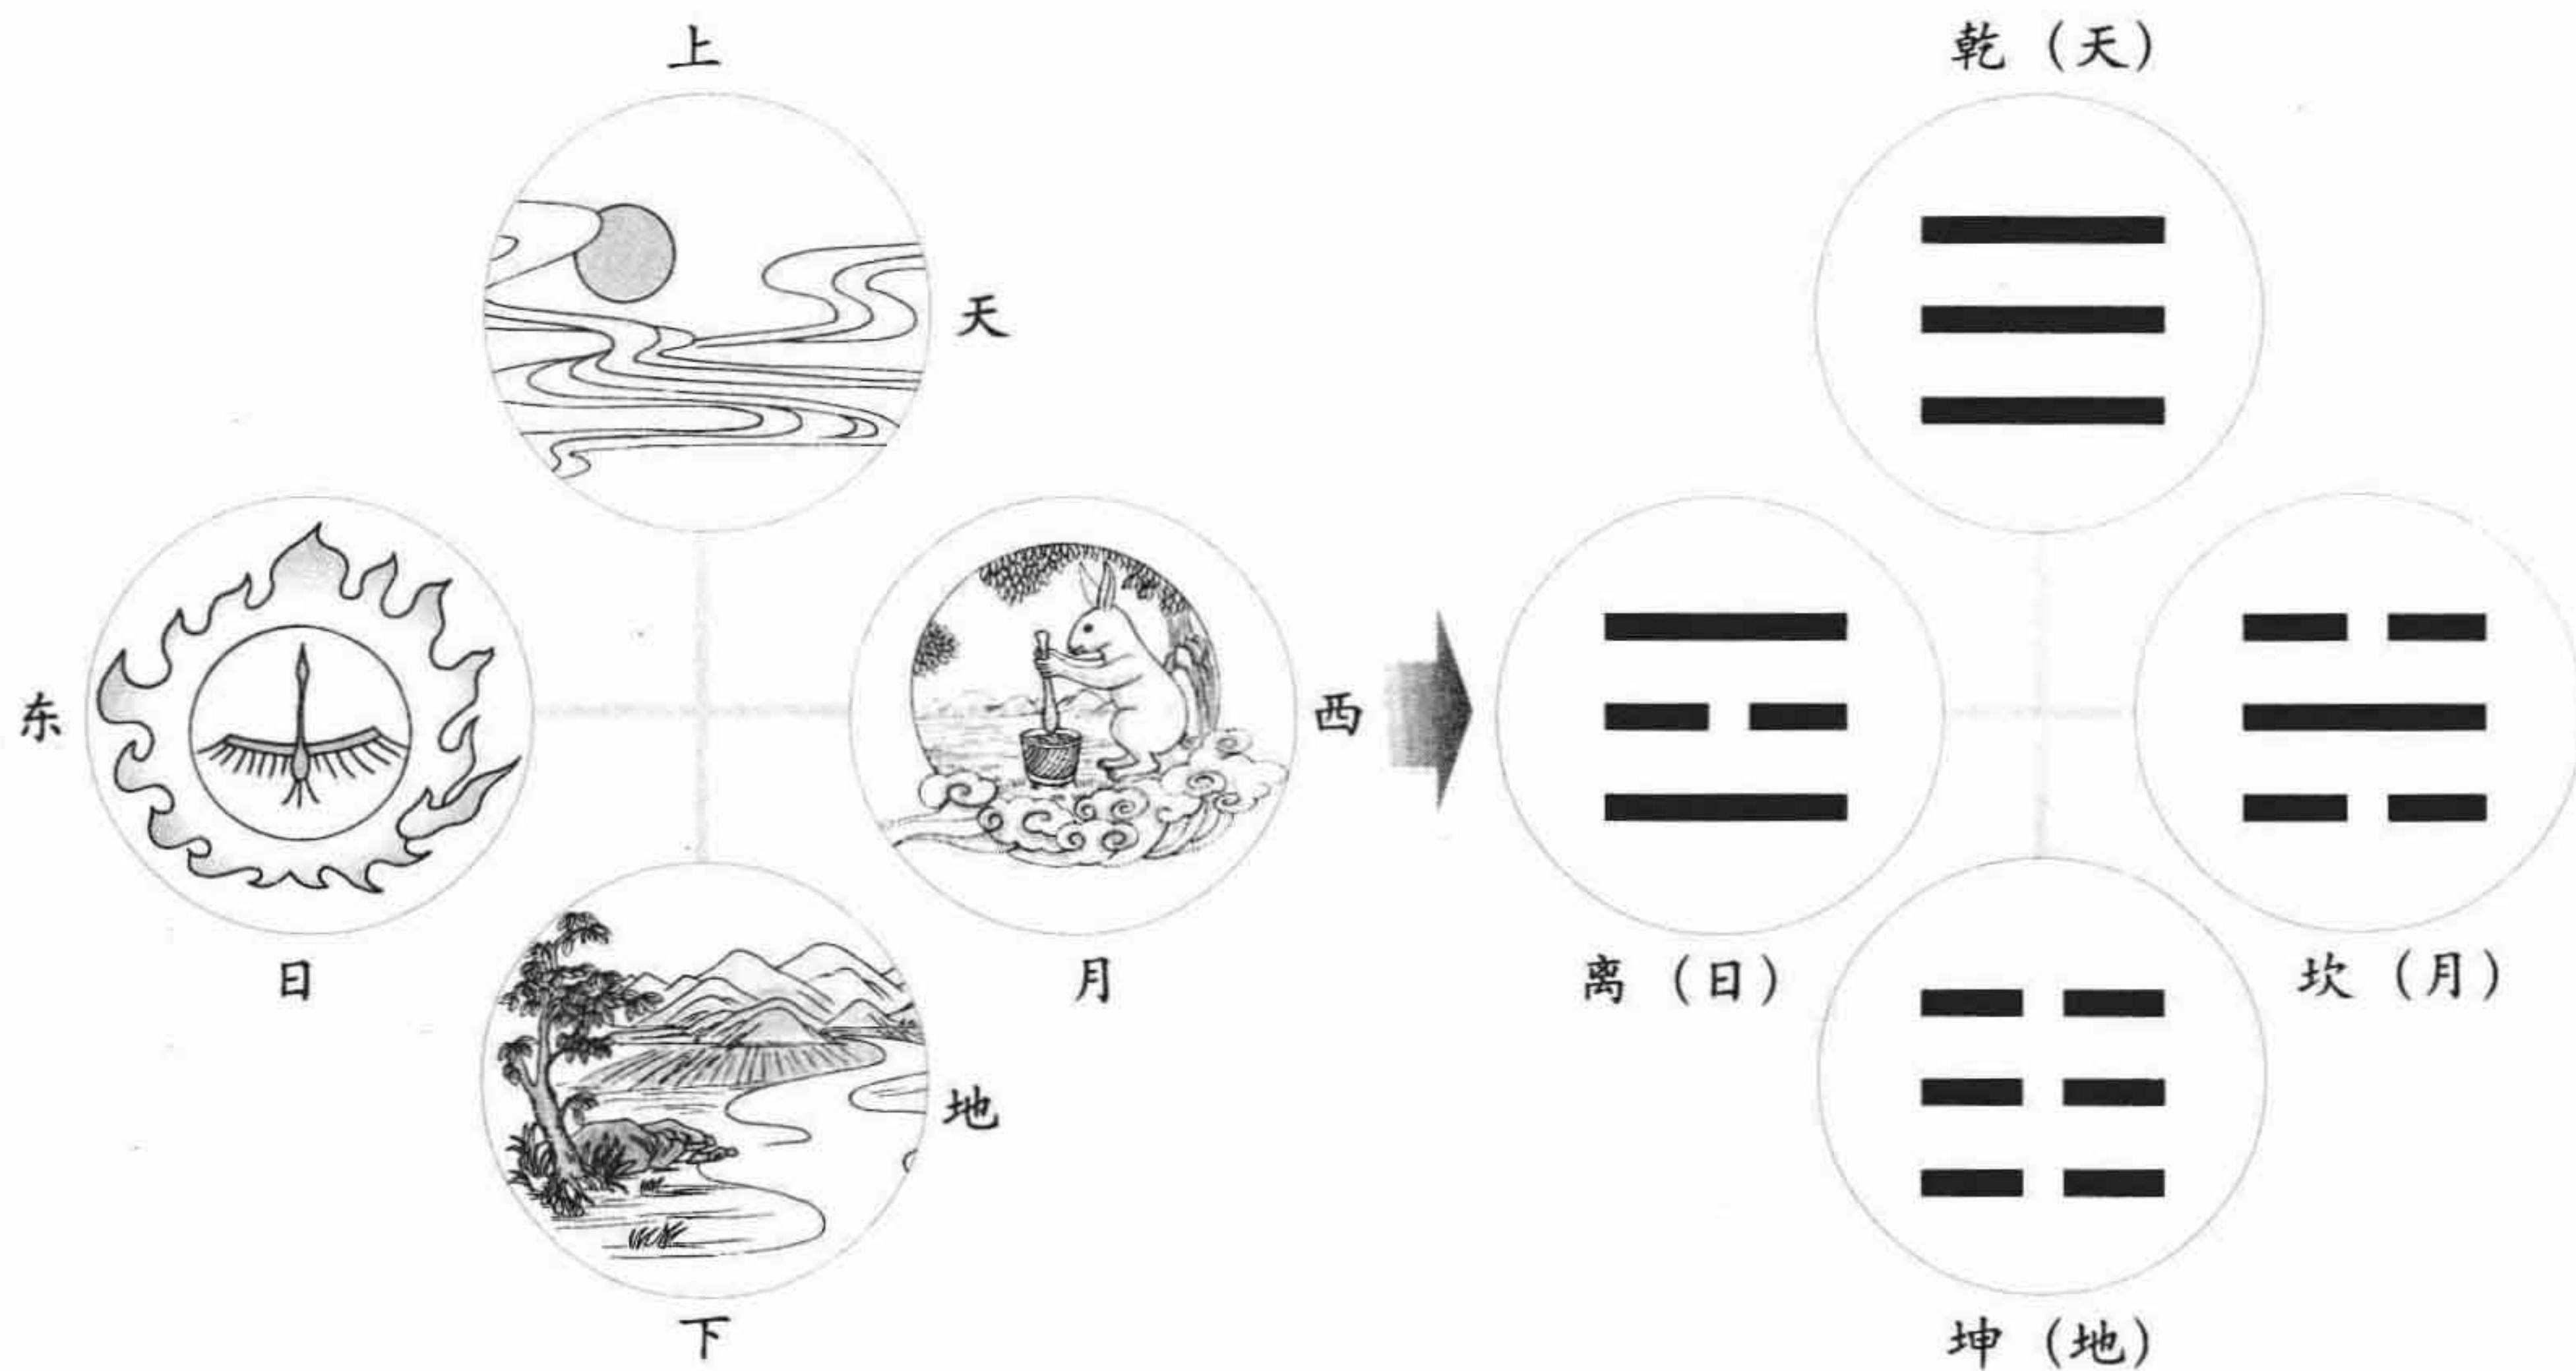 上
乾（天）
天
东
西
日
月
离（日）
坎（月）
地
下
坤（地）